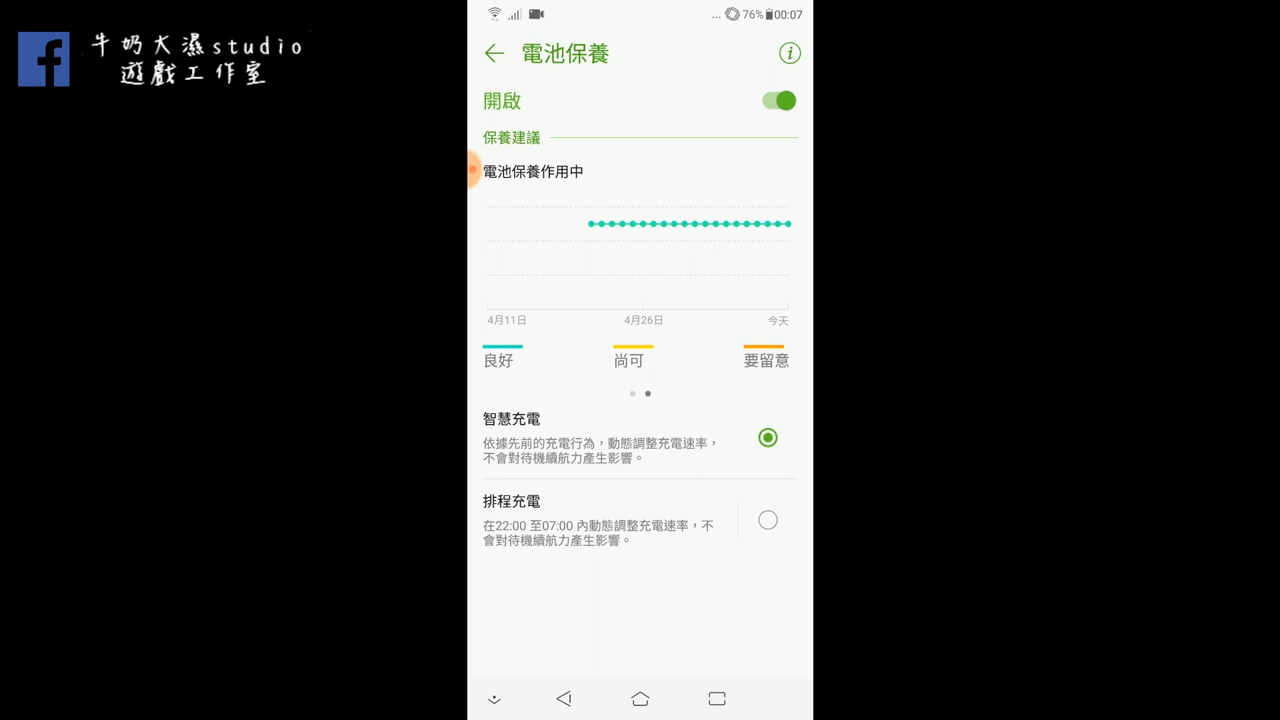 牛奶大濕studio
遊戲工作室
... 76% 00:07
電池保養
開啟
保養建議
電池保養作用中
4月11日 4月26日 今天
良好 尚可 要留意
智慧充電
依據先前的充電行為，動態調整充電速率，
不會對待機續航力產生影響。
排程充電
在22:00 至07:00 內動態調整充電速率，不
會對待機續航力產生影響。